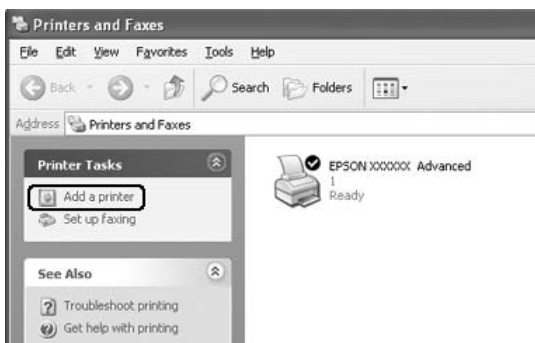 Printers and Faxes
File Edit View Favorites Tools Help
Back Search Folders
Address Printers and Faxes
Printer Tasks
Add a printer
Set up faxing
See Also
Troubleshoot printing
Get help with printing
EPSON XXXXXX Advanced
1
Ready